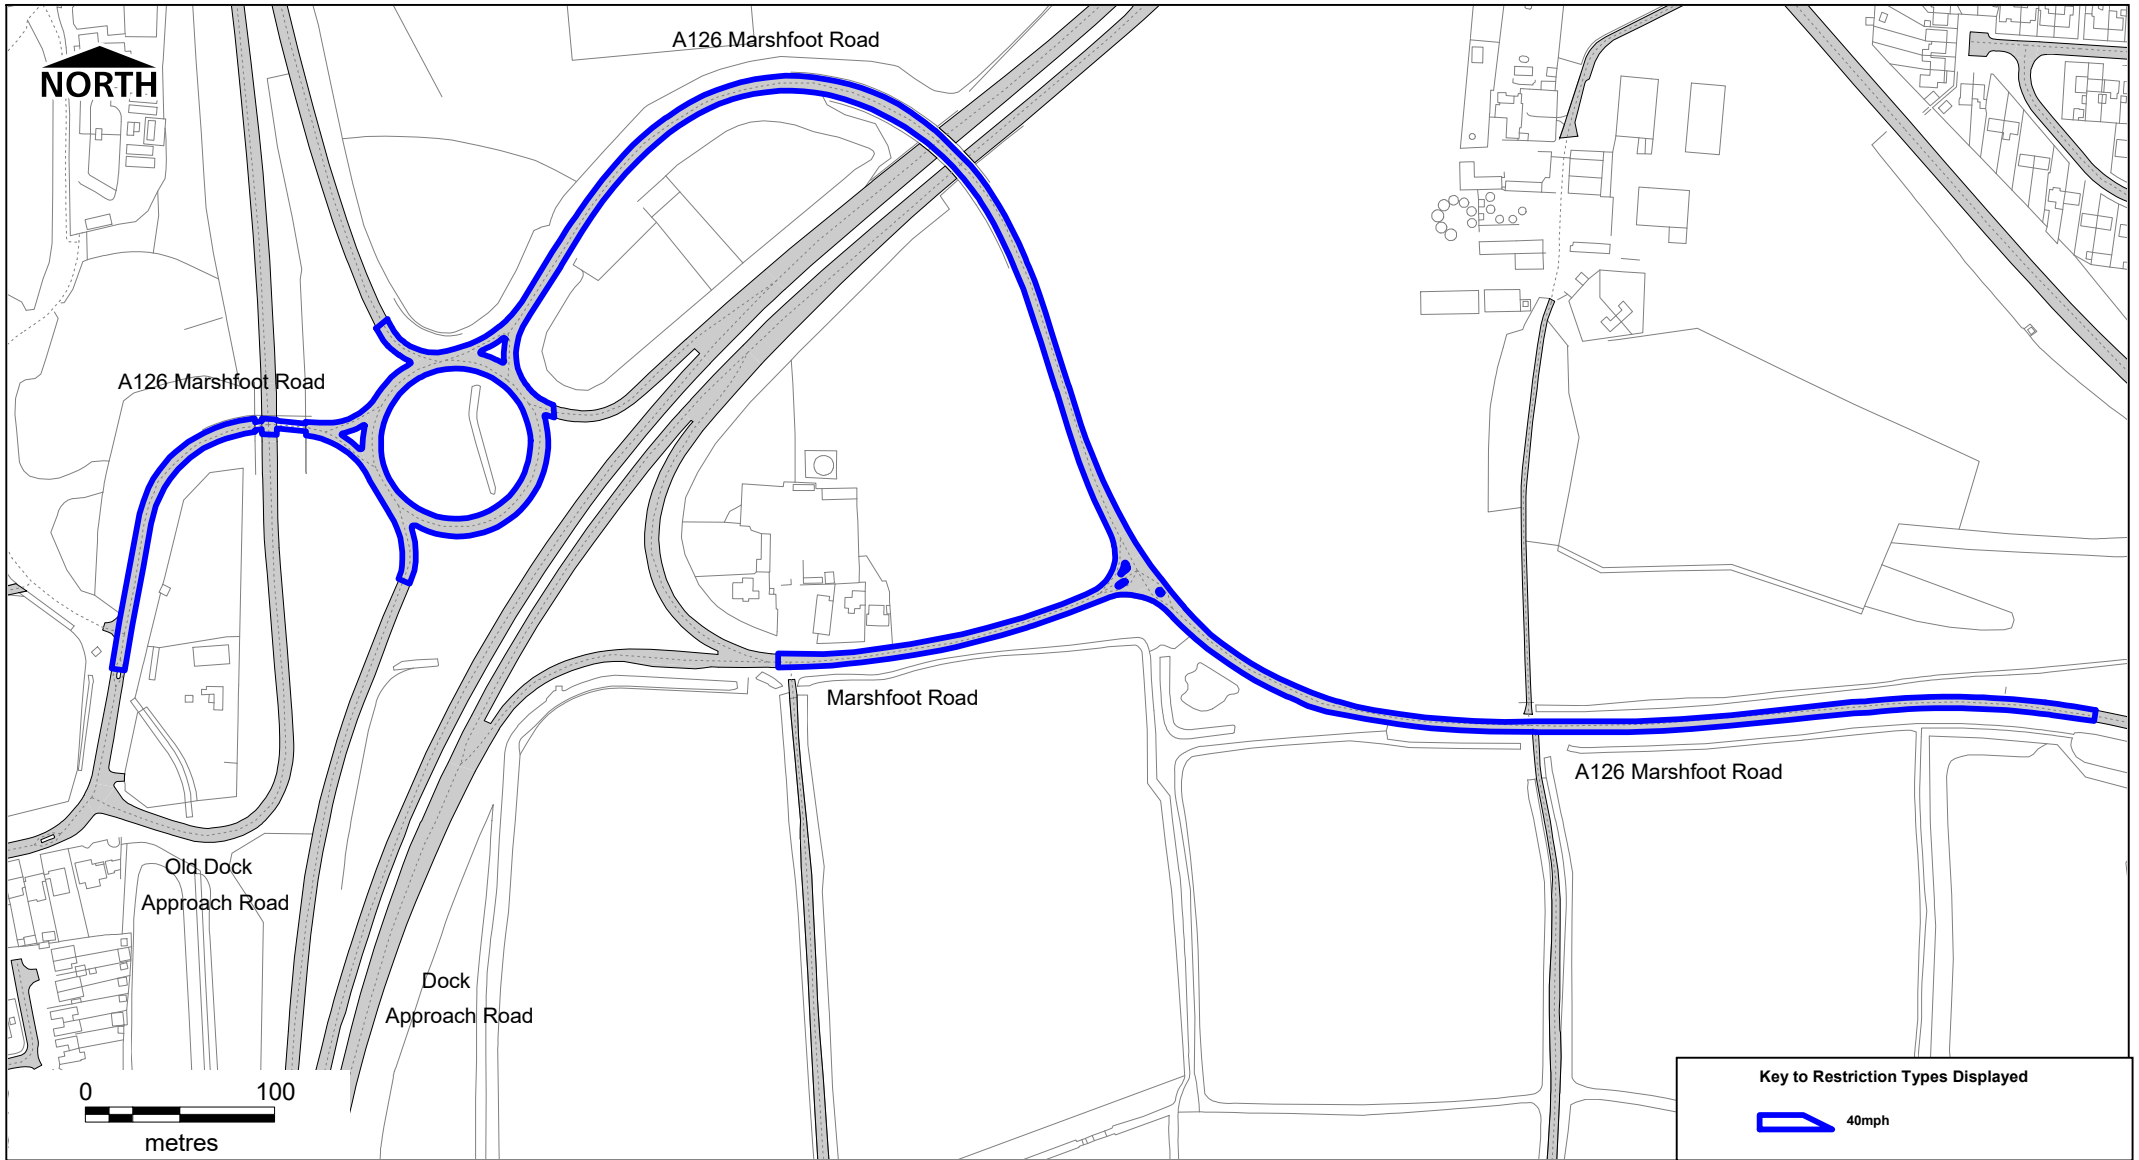 A126 Marshfoot Road
NORTH
A126 Marshfoot Road
Marshfoot Road
A126 Marshfoot Road
Old Dock
Approach Road
Dock
Approach Road
0 100
metres
Key to Restriction Types Displayed
40mph